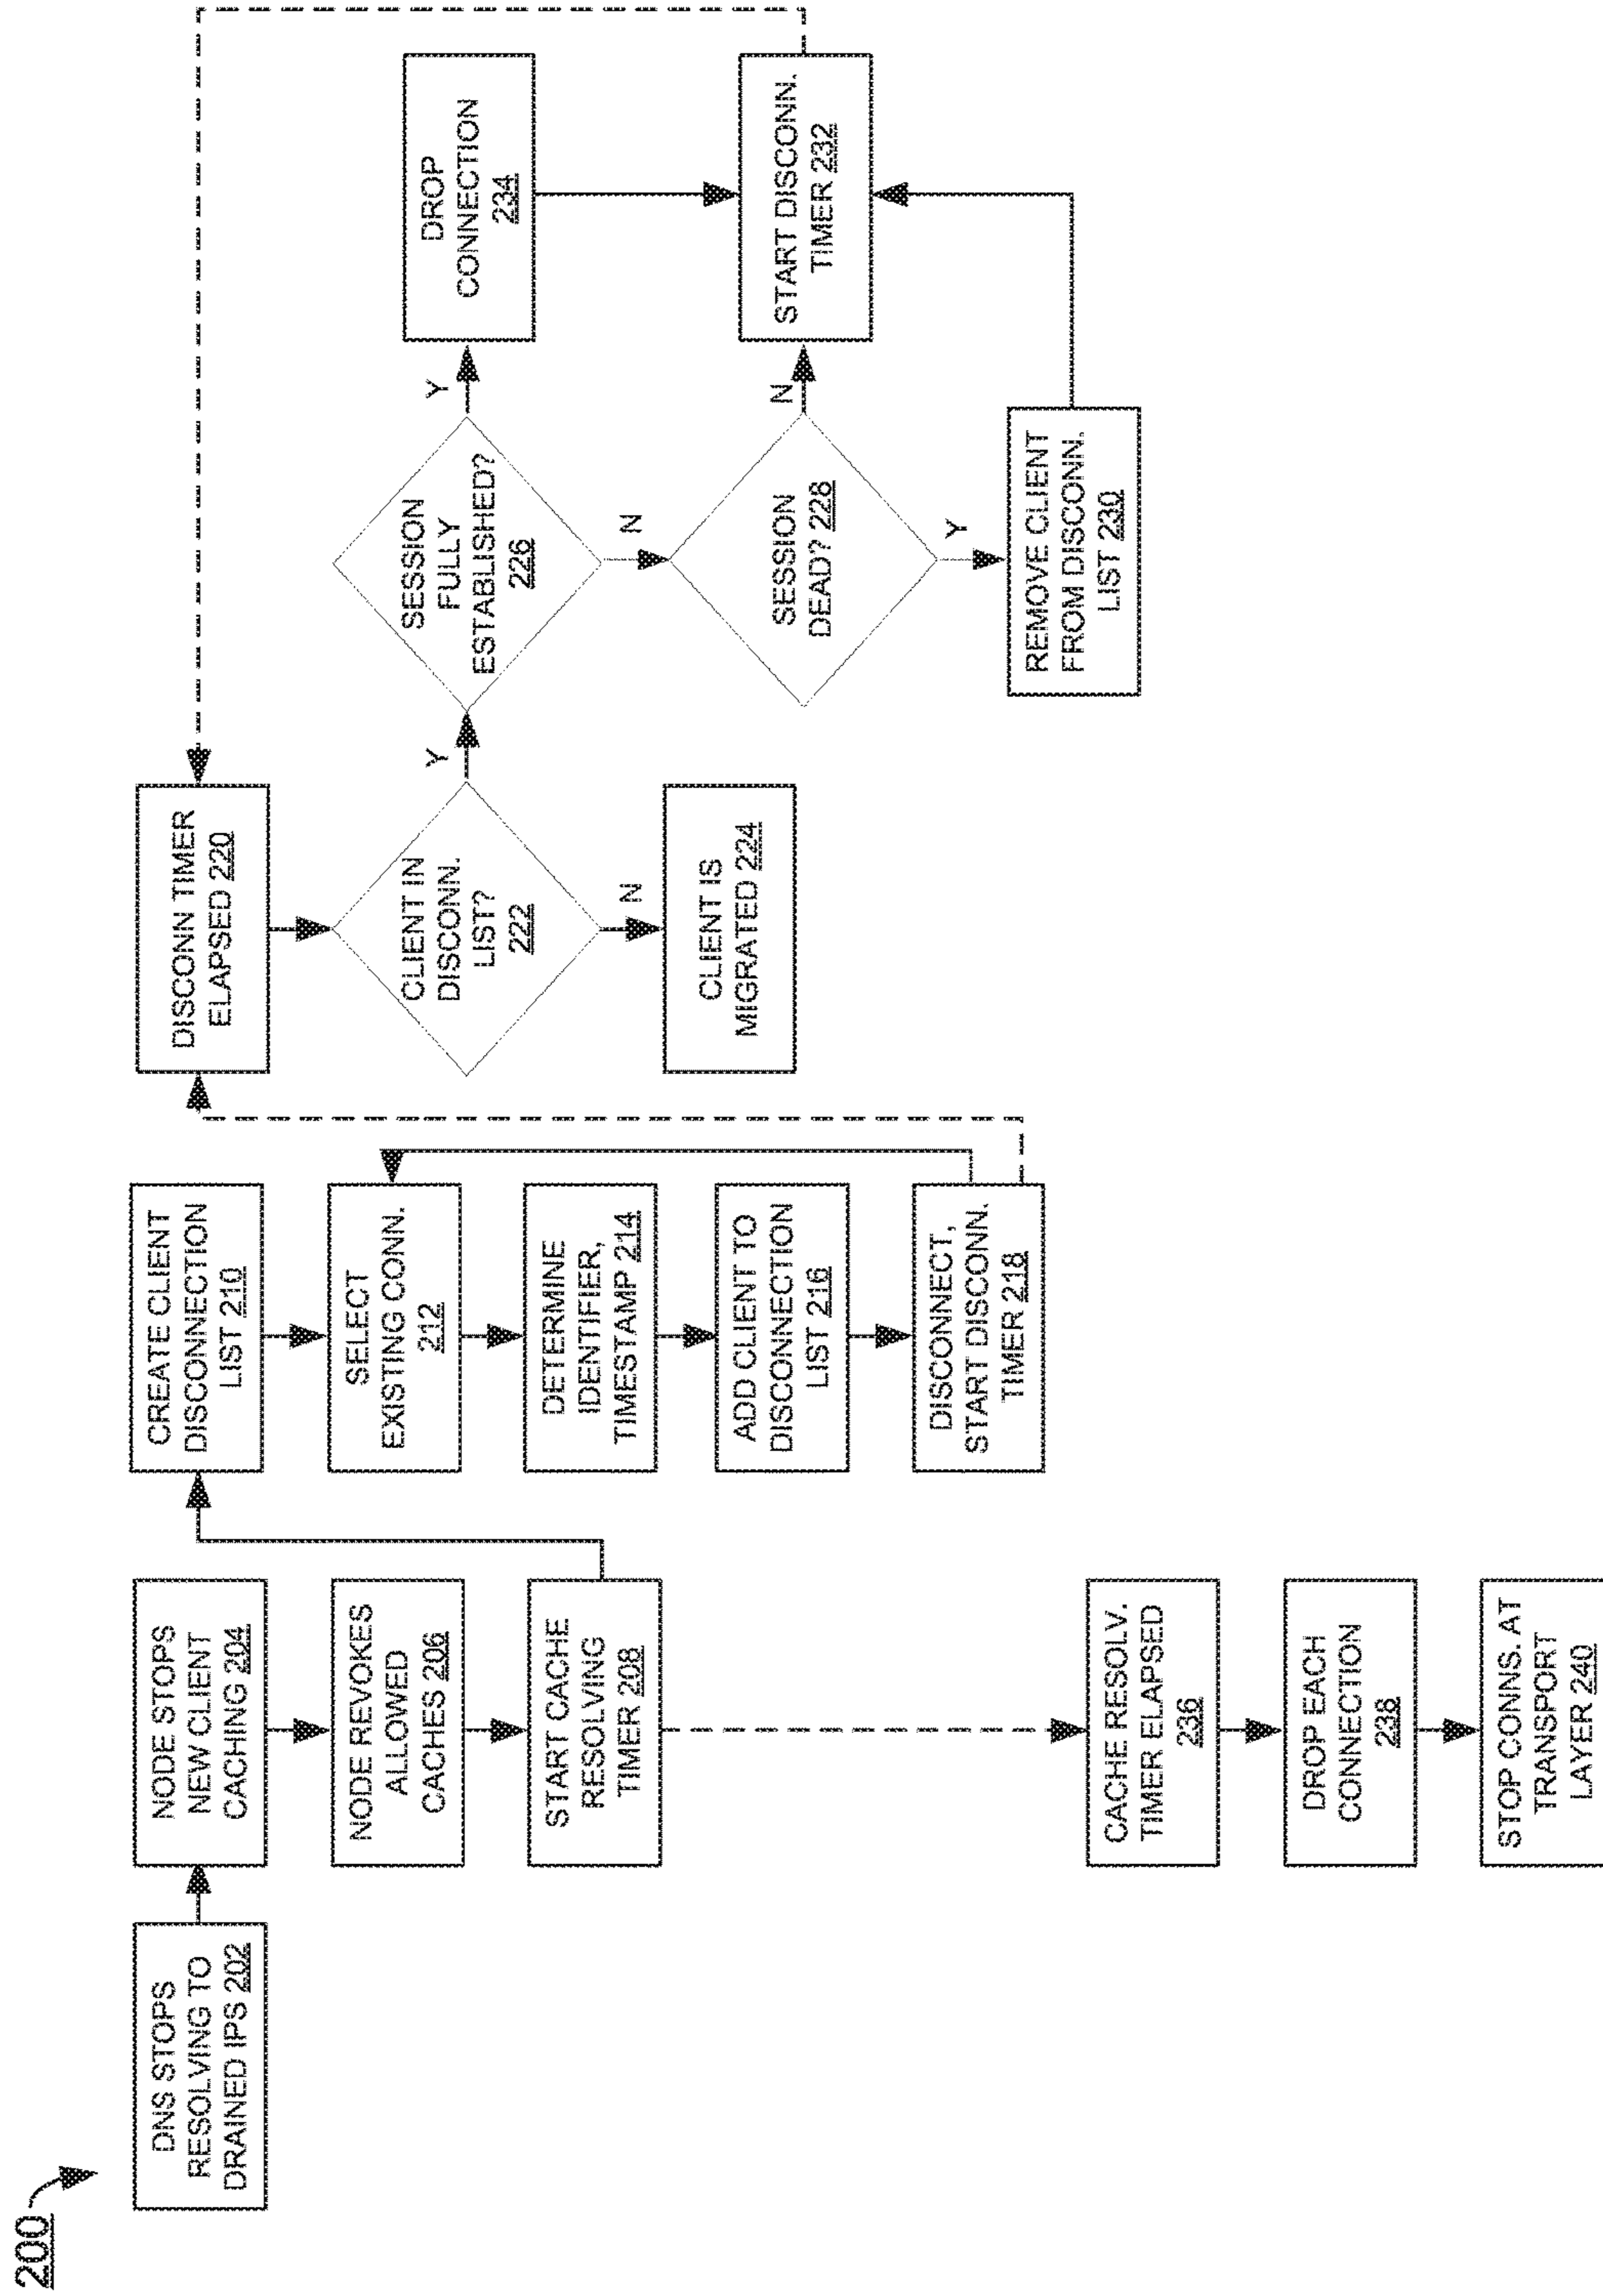 200
DNS STOPS
RESOLVING TO
DRAINED IPS 202
NODE STOPS
NEW CLIENT
CACHING 204
NODE REVOKES
ALLOWED
CACHES 206
START CACHE
RESOLVING
TIMER 208
CACHE RESOLV.
TIMER ELAPSED
236
DROP EACH
CONNECTION
238
STOP CONNS. AT
TRANSPORT
LAYER 240
CREATE CLIENT
DISCONNECTION
LIST 210
SELECT
EXISTING CONN.
212
DETERMINE
IDENTIFIER,
TIMESTAMP 214
ADD CLIENT TO
DISCONNECTION
LIST 216
DISCONNECT,
START DISCONN.
TIMER 218
DISCONN TIMER
ELAPSED 220
CLIENT IN
DISCONN.
LIST?
222
N
CLIENT IS
MIGRATED 224
Y
SESSION
FULLY
ESTABLISHED?
226
N
SESSION
DEAD? 228
Y
REMOVE CLIENT
FROM DISCONN.
LIST 230
Y
DROP
CONNECTION
234
N
START DISCONN.
TIMER 232